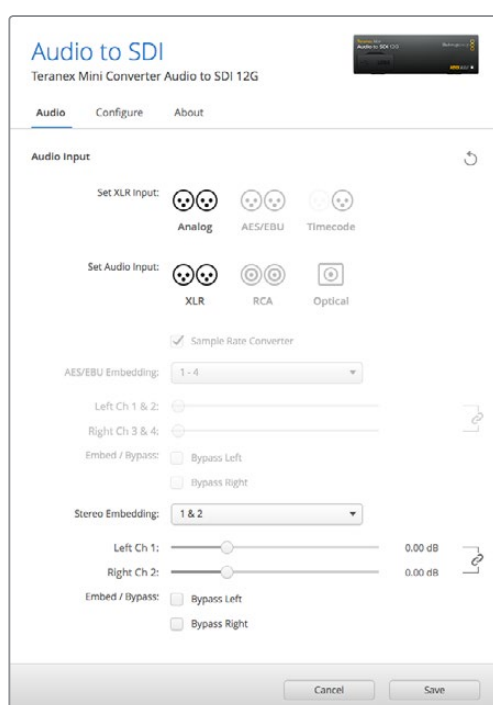 Audio to SDI
Teranex Mini Converter Audio to SDI 12G
Audio Configure About
Audio Input
Set XLR Input:
Analog AES/EBU Timecode
Set Audio Input:
XLR RCA Optical
Sample Rate Converter
AES/EBU Embedding: 1 - 4
Left Ch 1 & 2:
Right Ch 3 & 4:
Embed / Bypass: Bypass Left
Bypass Right
Stereo Embedding: 1 & 2
Left Ch 1: 0.00 dB
Right Ch 2: 0.00 dB
Embed / Bypass: Bypass Left
Bypass Right
Cancel Save